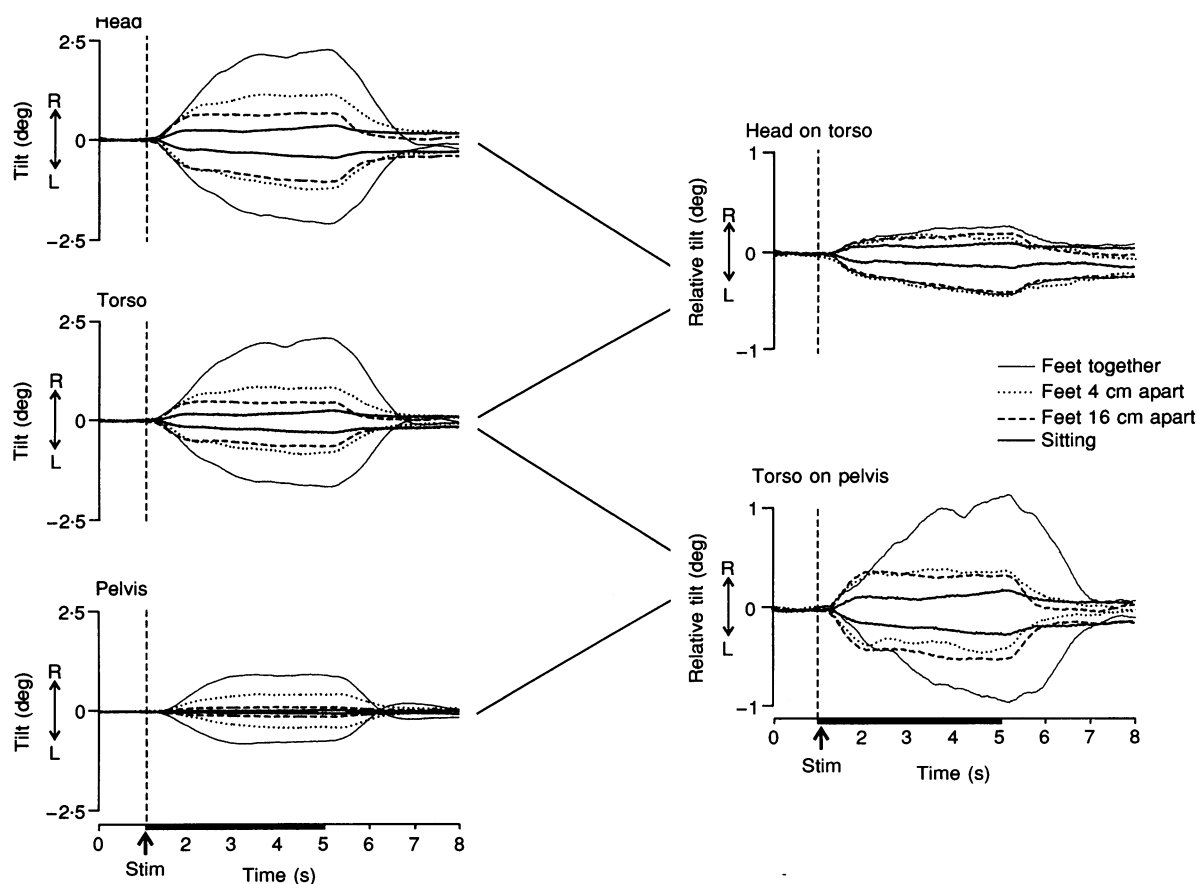 Head
2·5
R
0
L
−2·5
Tilt (deg)
Torso
2·5
R
0
L
−2·5
Tilt (deg)
Pelvis
2·5
R
0
L
−2·5
Tilt (deg)
0 2 3 4 5 6 7 8
Stim
Time (s)
Head on torso
1
R
0
L
−1
Relative tilt (deg)
Feet together
Feet 4 cm apart
Feet 16 cm apart
Sitting
Torso on pelvis
1
R
0
L
−1
Relative tilt (deg)
0 2 3 4 5 6 7 8
Stim
Time (s)